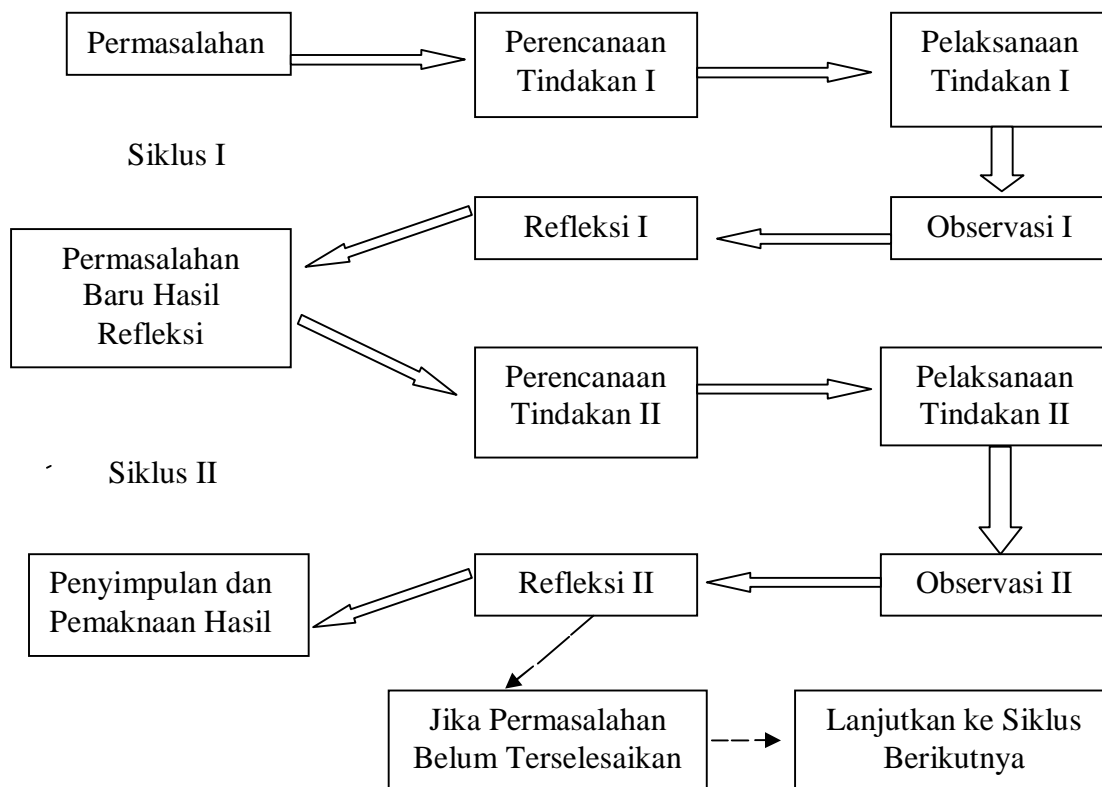 Permasalahan
Perencanaan
Tindakan I
Pelaksanaan
Tindakan I
Siklus I
Refleksi I
Observasi I
Permasalahan
Baru Hasil
Refleksi
Perencanaan
Tindakan II
Pelaksanaan
Tindakan II
Siklus II
Penyimpulan dan
Pemaknaan Hasil
Refleksi II
Observasi II
Jika Permasalahan
Belum Terselesaikan
Lanjutkan ke Siklus
Berikutnya